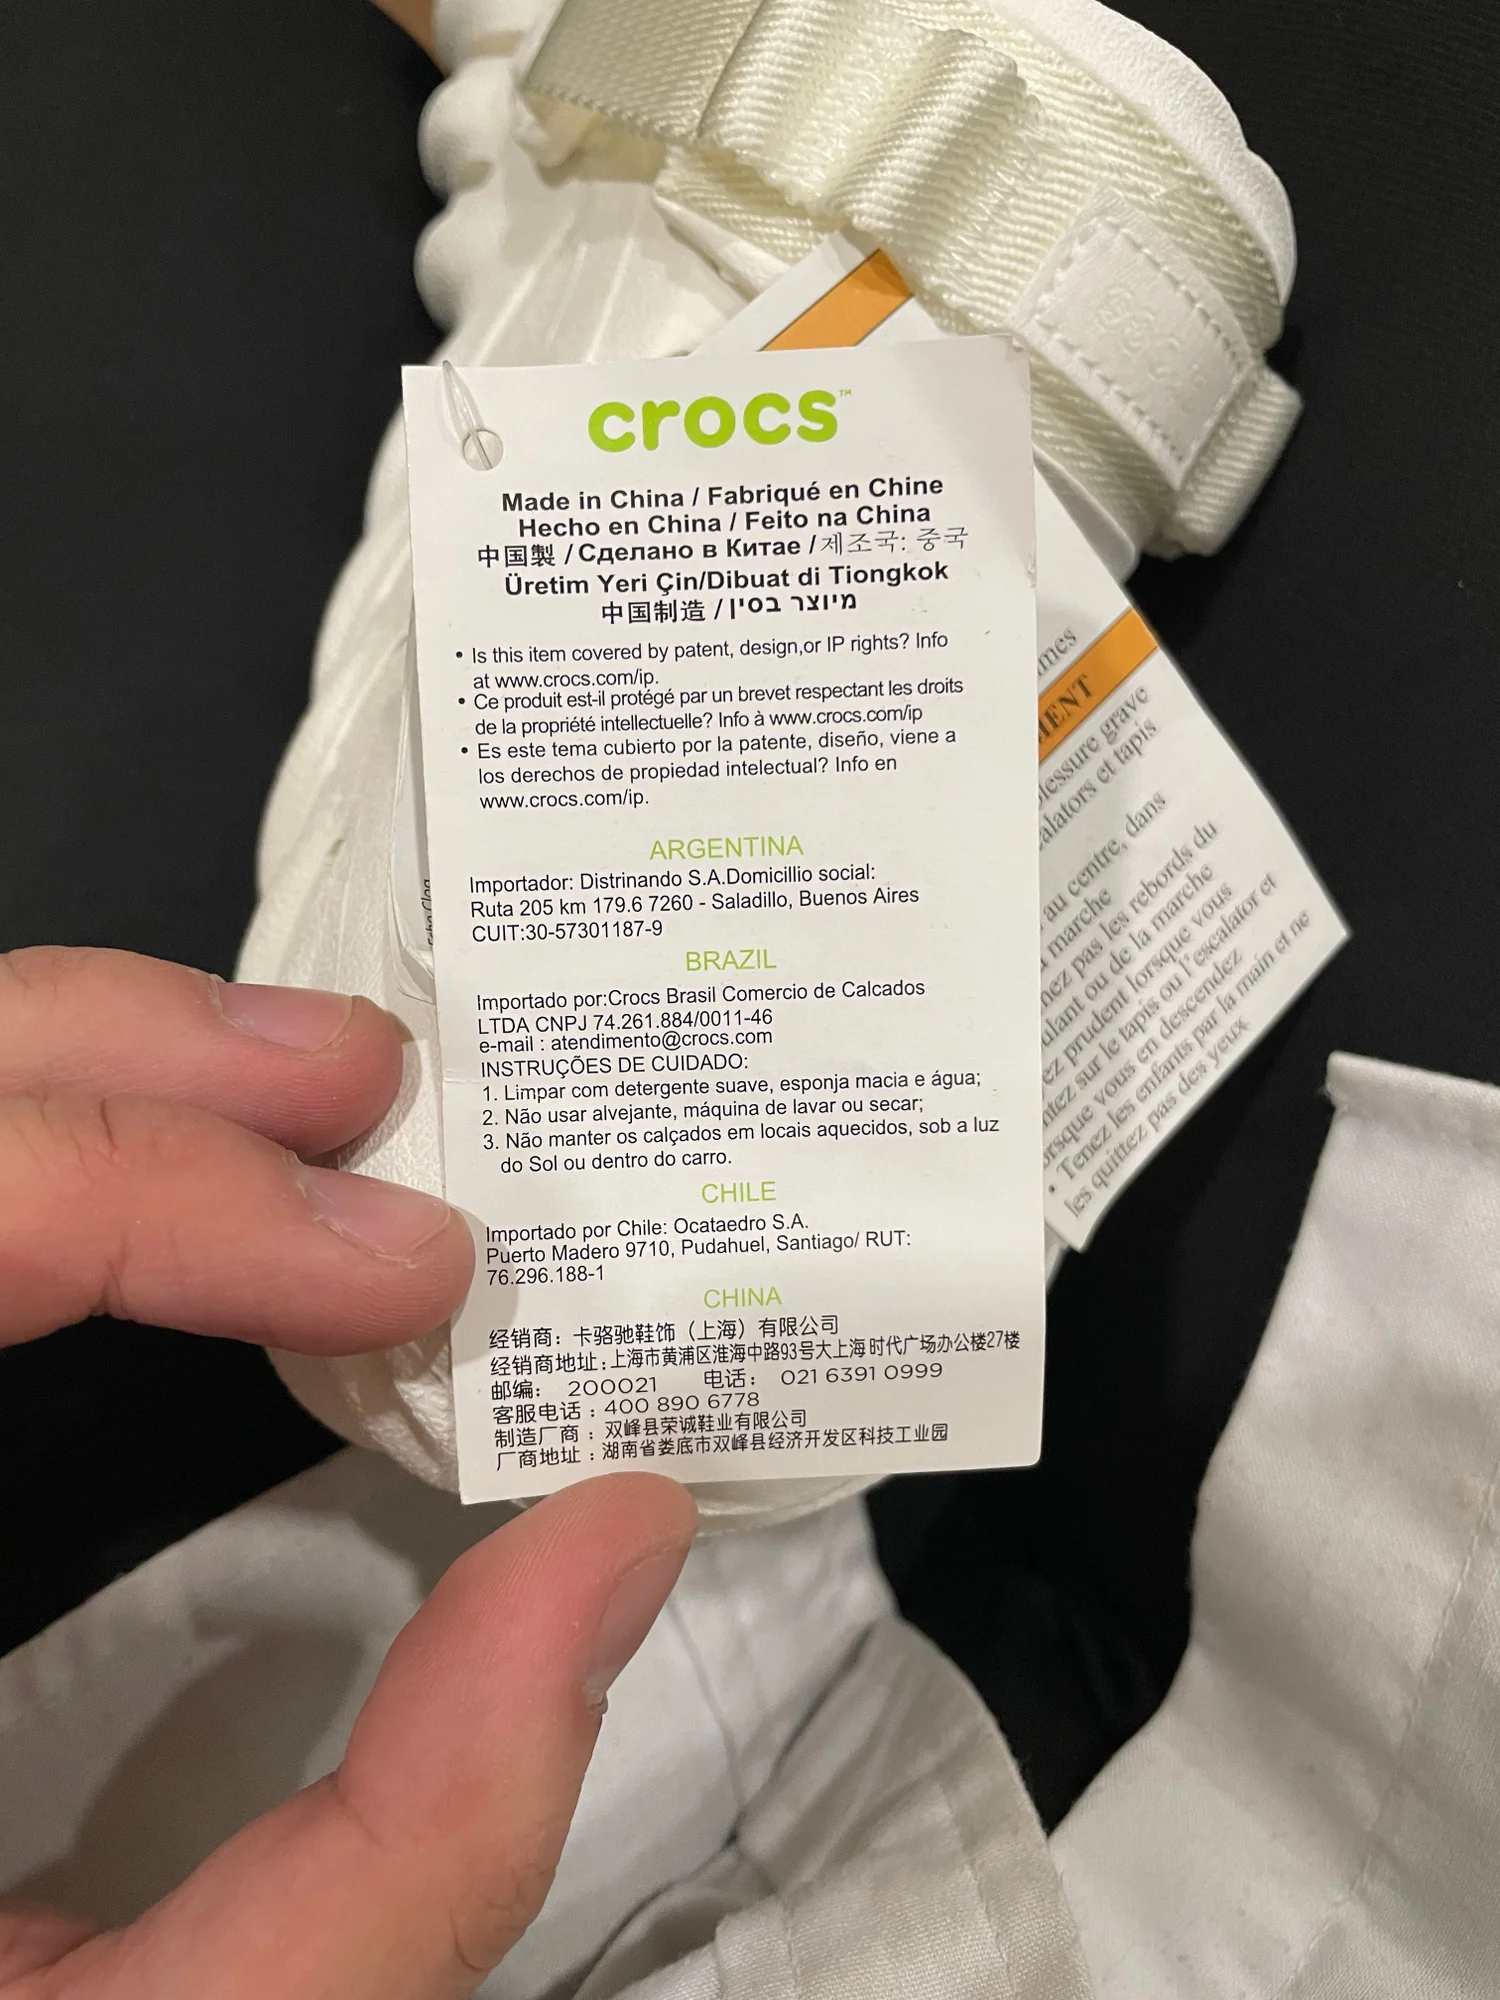 crocs™
Made in China / Fabriqué en Chine
Hecho en China / Feito na China
中国製 / Сделано в Китае / 제조국: 중국
Üretim Yeri Çin/Dibuat di Tiongkok
中国制造 / מיוצר בסין
• Is this item covered by patent, design,or IP rights? Info
at www.crocs.com/ip.
• Ce produit est-il protégé par un brevet respectant les droits
de la propriété intellectuelle? Info à www.crocs.com/ip
• Es este tema cubierto por la patente, diseño, viene a
los derechos de propiedad intelectual? Info en
www.crocs.com/ip.
ARGENTINA
Importador: Distrinando S.A.Domicillio social:
Ruta 205 km 179.6 7260 - Saladillo, Buenos Aires
CUIT:30-57301187-9
BRAZIL
Importado por:Crocs Brasil Comercio de Calcados
LTDA CNPJ 74.261.884/0011-46
e-mail : atendimento@crocs.com
INSTRUÇÕES DE CUIDADO:
1. Limpar com detergente suave, esponja macia e água;
2. Não usar alvejante, máquina de lavar ou secar;
3. Não manter os calçados em locais aquecidos, sob a luz
do Sol ou dentro do carro.
CHILE
Importado por Chile: Ocataedro S.A.
Puerto Madero 9710, Pudahuel, Santiago/ RUT:
76.296.188-1
CHINA
经销商: 卡骆驰鞋饰（上海）有限公司
经销商地址: 上海市黄浦区淮海中路93号大上海时代广场办公楼27楼
邮编: 200021 电话: 021 6391 0999
客服电话 : 400 890 6778
制造厂商 : 双峰县荣诚鞋业有限公司
厂商地址 : 湖南省娄底市双峰县经济开发区科技工业园
grave
calators et tapis
au centre, dans
marche
pas les rebords du
ou de la marche
prudent lorsque vous
sur le tapis ou l'escalator et
vous en descendez
• Tenez les enfants par la main et ne
les quittez pas des yeux